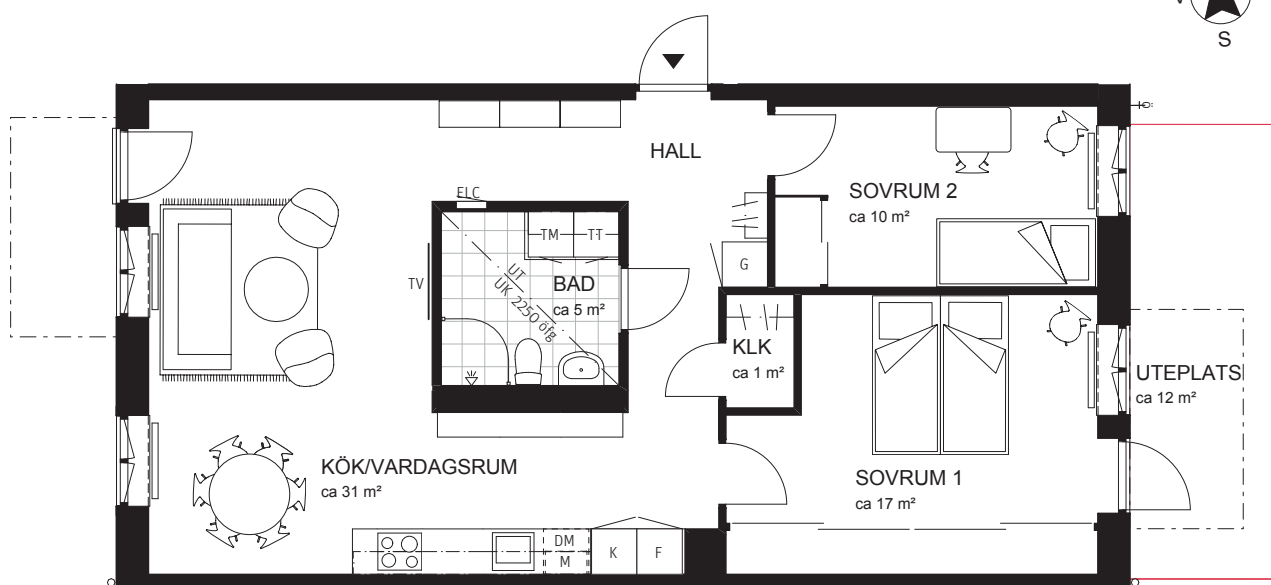 S
HALL
ELC
SOVRUM 2
ca 10 m²
TM
TT
G
TV
BAD
ca 5 m²
UT
UK 2250 öfg
KLK
ca 1 m²
UTEPLATS
ca 12 m²
KÖK/VARDAGSRUM
ca 31 m²
SOVRUM 1
ca 17 m²
DM
M
K
F